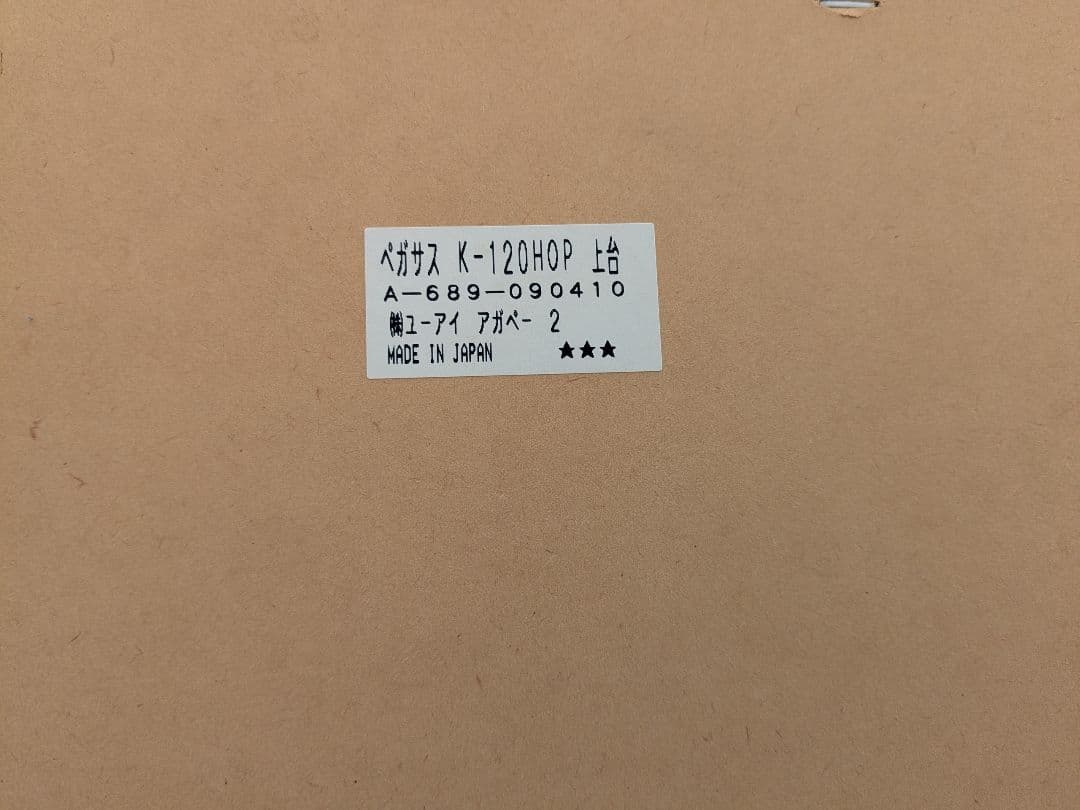 ペガサス K-120HOP 上台
A-689-090410
㈱ユーアイ アガペー 2
MADE IN JAPAN ★★★